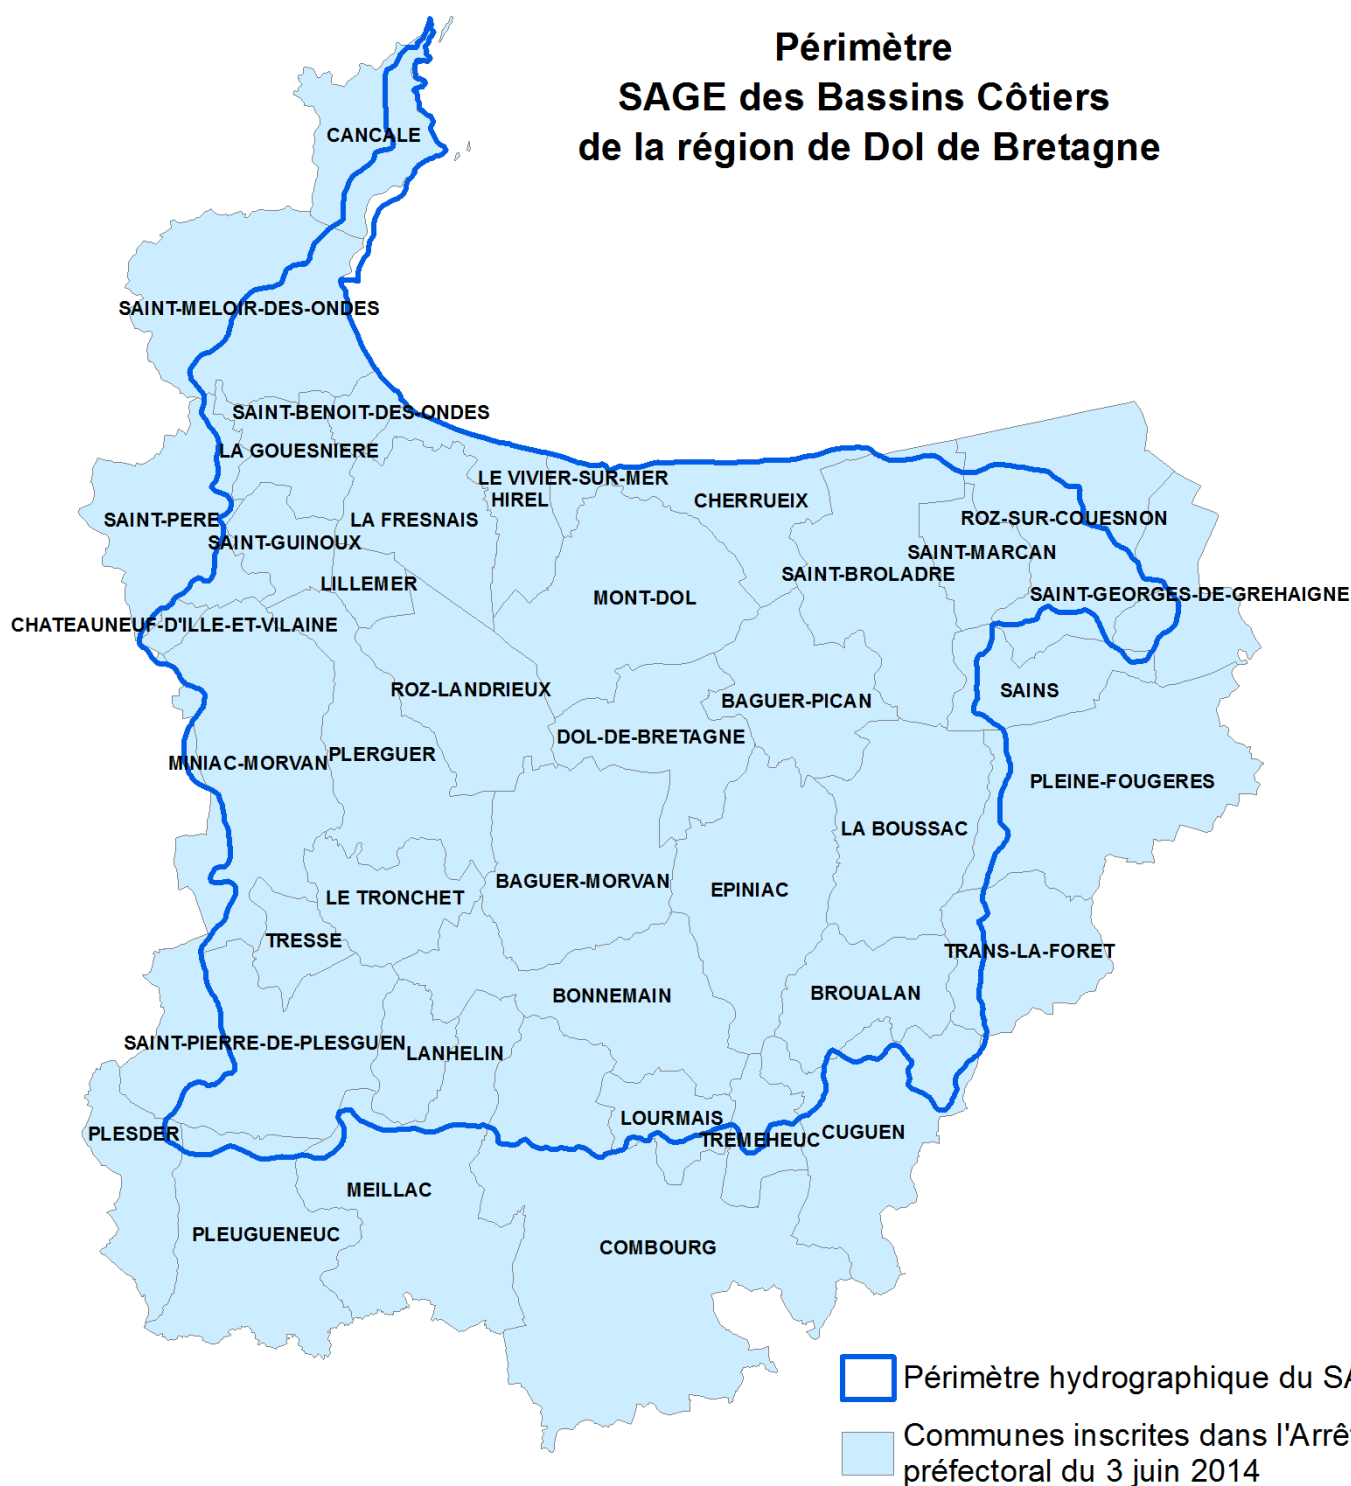 Périmètre
SAGE des Bassins Côtiers
de la région de Dol de Bretagne
CANCALE
SAINT-MELOIR-DES-ONDES
SAINT-BENOIT-DES-ONDES
LA GOUESNIERE
LE VIVIER-SUR-MER
HIREL
CHERRUEIX
SAINT-PERE
LA FRESNAIS
ROZ-SUR-COUESNON
SAINT-GUINOUX
SAINT-MARCAN
LILLEMER
SAINT-BROLADRE
MONT-DOL
SAINT-GEORGES-DE-GREHAIGNE
CHATEAUNEUF-D'ILLE-ET-VILAINE
ROZ-LANDRIEUX
BAGUER-PICAN
SAINS
DOL-DE-BRETAGNE
MINIAC-MORVAN
PLERGUER
PLEINE-FOUGERES
LA BOUSSAC
LE TRONCHET
BAGUER-MORVAN
EPINIAC
TRESSE
TRANS-LA-FORET
BONNEMAIN
BROUALAN
SAINT-PIERRE-DE-PLESGUEN
LANHELIN
LOURMAIS
PLESDER
TREMEHEUC
CUGUEN
MEILLAC
PLEUGUENEUC
COMBOURG
Périmètre hydrographique du SA
Communes inscrites dans l'Arrê
préfectoral du 3 juin 2014